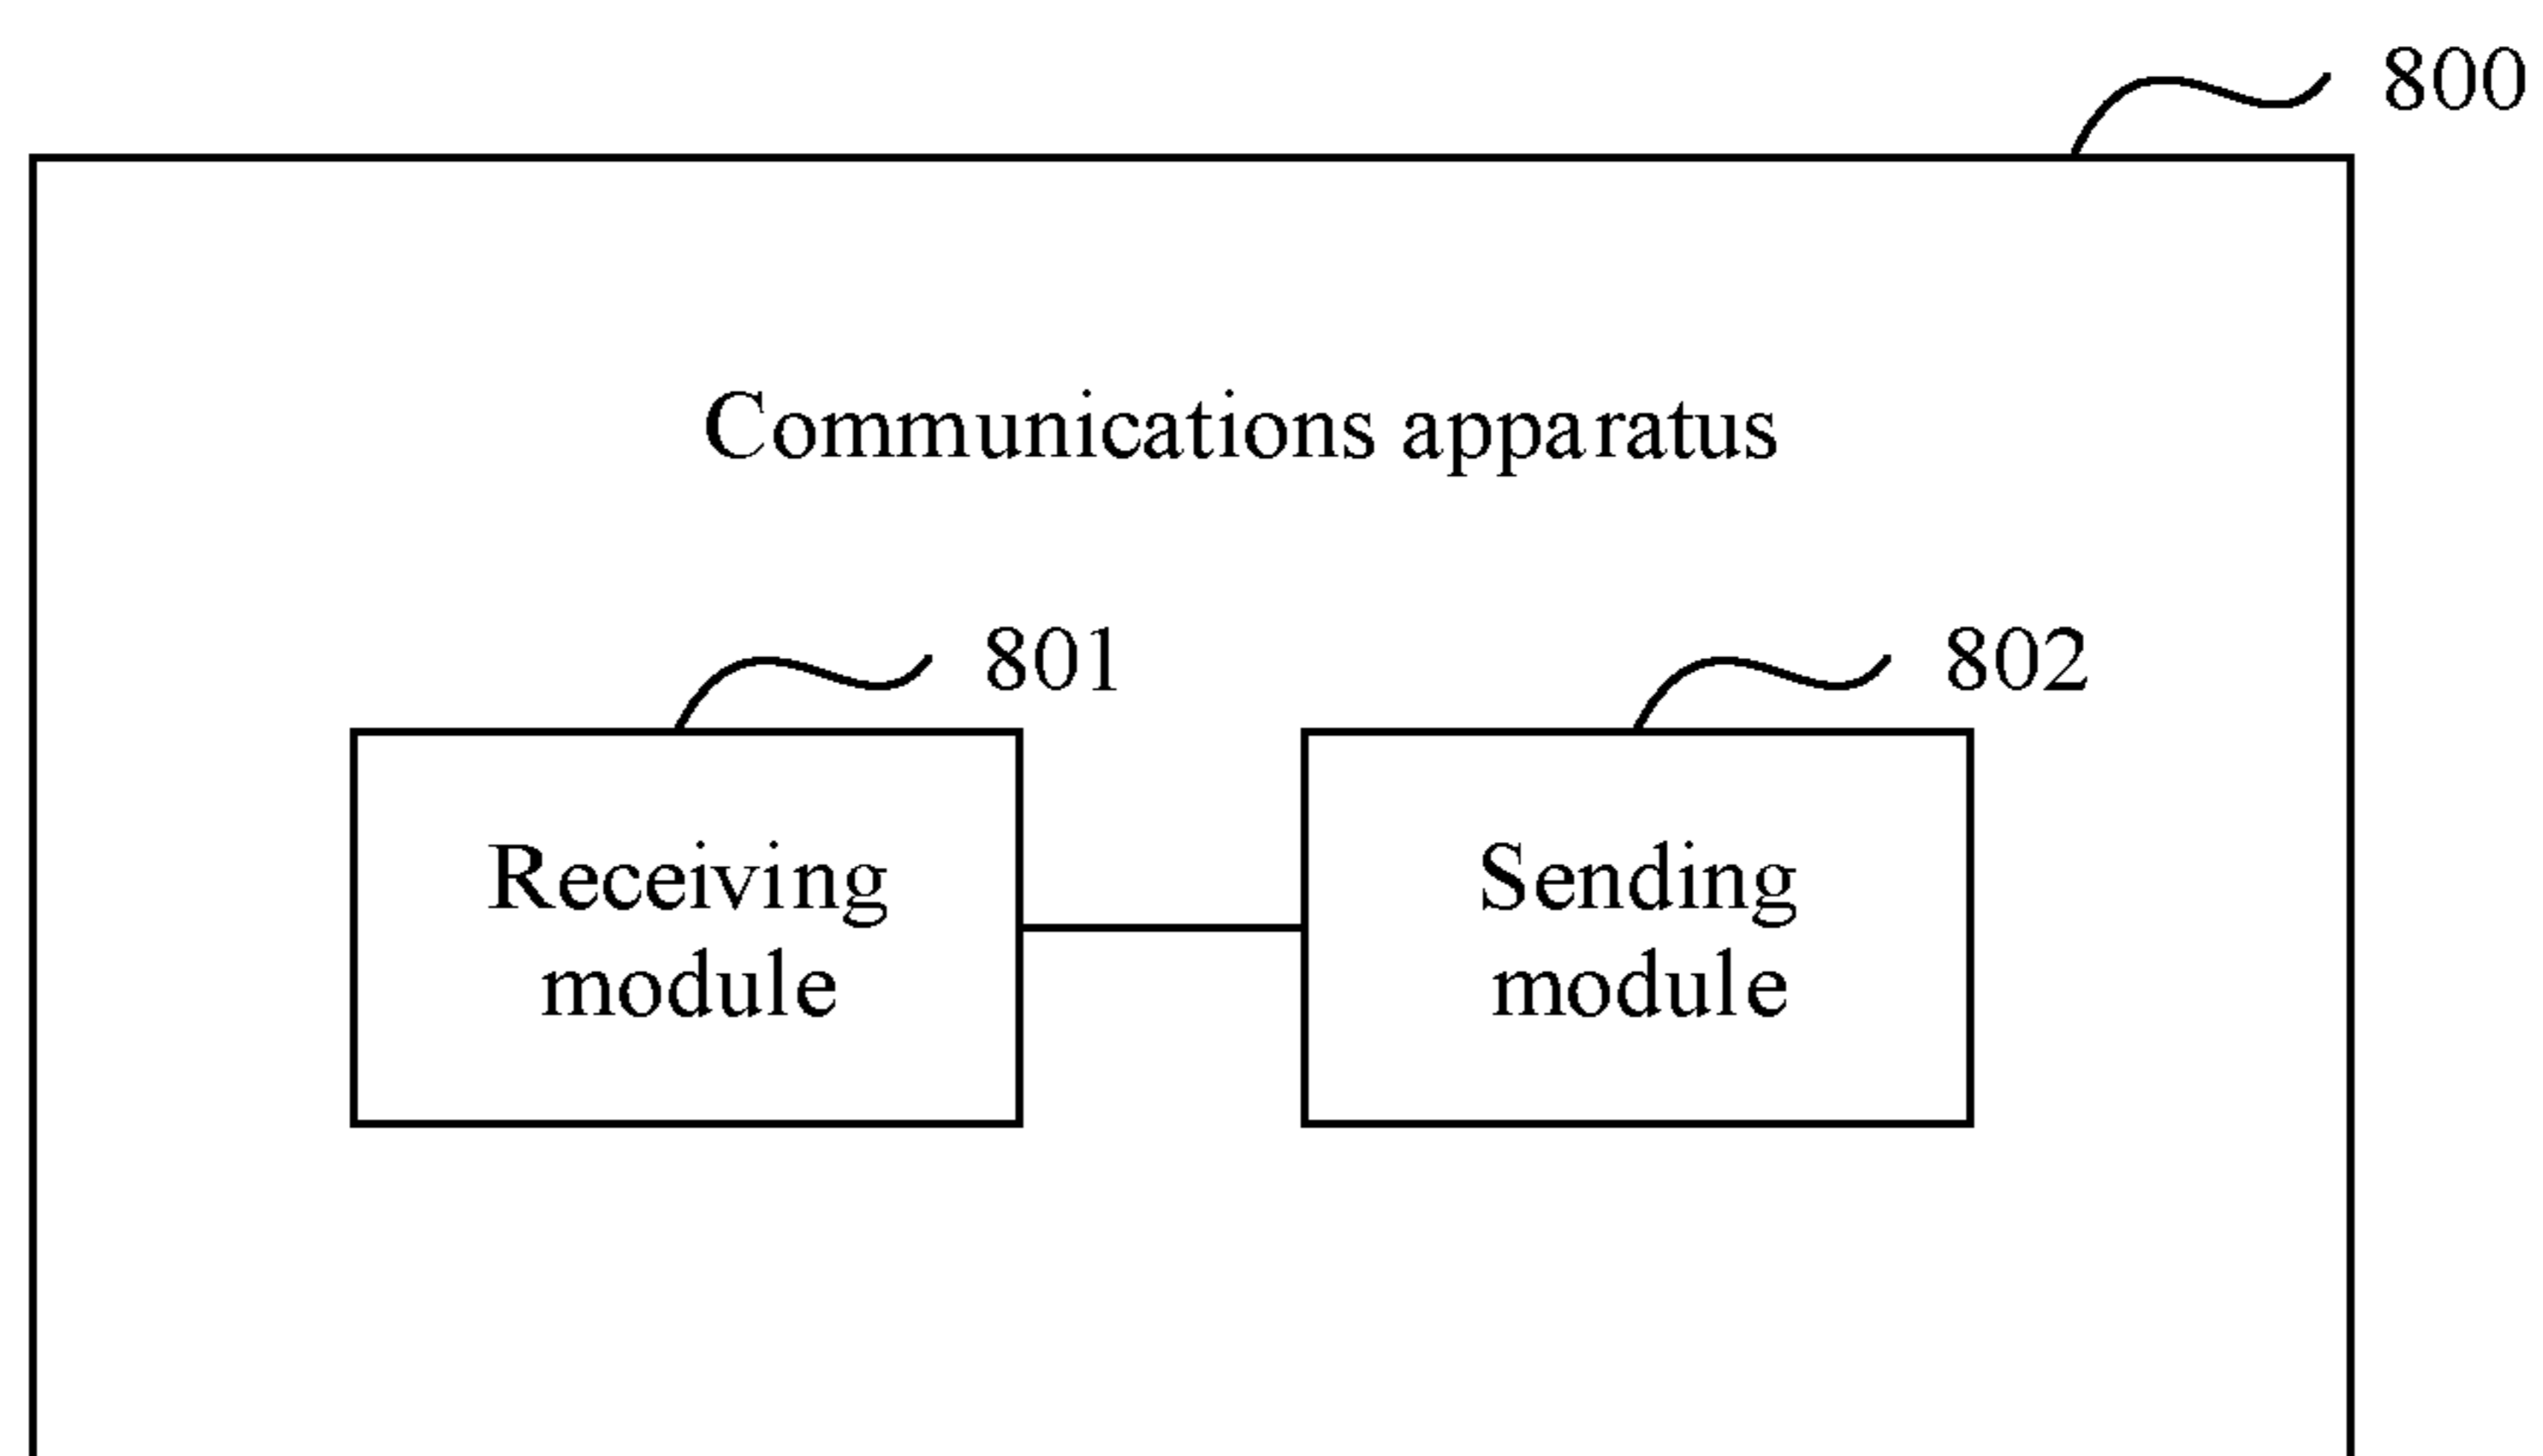 800
Communications apparatus
801
802
Receiving
module
Sending
module